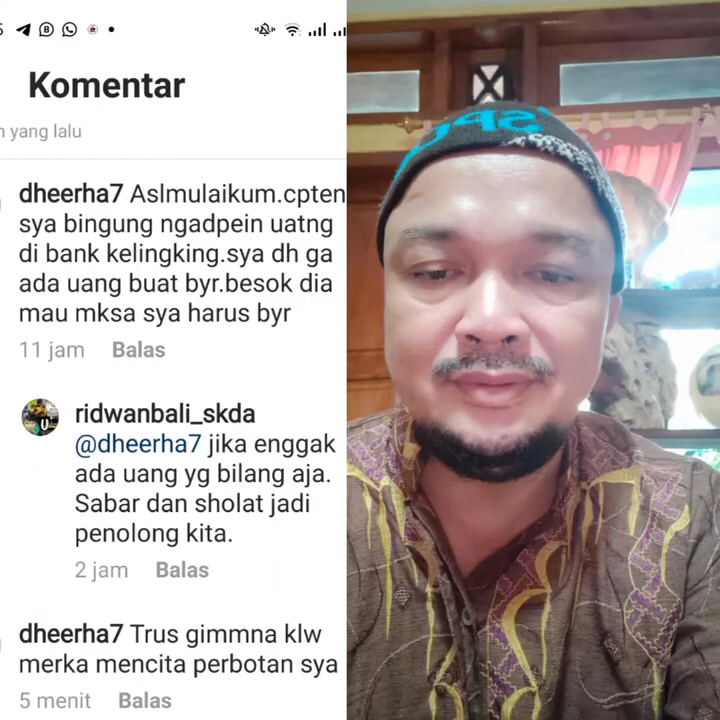 Komentar
yang lalu
dheerha7 Aslmulaikum.cpten
sya bingung ngadpein uatng
di bank kelingking.sya dh ga
ada uang buat byr.besok dia
mau mksa sya harus byr
11 jam Balas
ridwanbali_skda
@dheerha7 jika enggak
ada uang yg bilang aja.
Sabar dan sholat jadi
penolong kita.
2 jam Balas
dheerha7 Trus gimmna klw
merka mencita perbotan sya
5 menit Balas